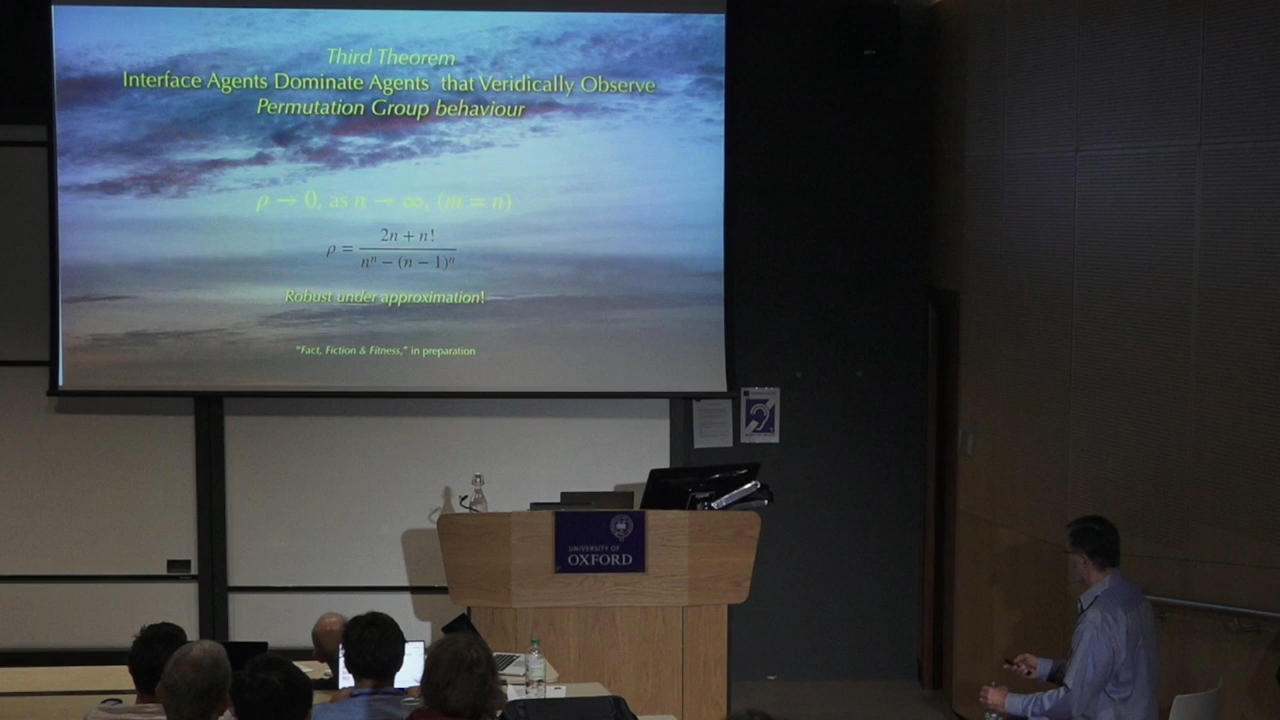 Third Theorem
Interface Agents Dominate Agents that Veridically Observe
Permutation Group behaviour
ρ → 0, as n → ∞, (m = n)
ρ = (2n + n!) / (nⁿ − (n − 1)ⁿ)
Robust under approximation!
"Fact, Fiction & Fitness," in preparation
UNIVERSITY OF
OXFORD